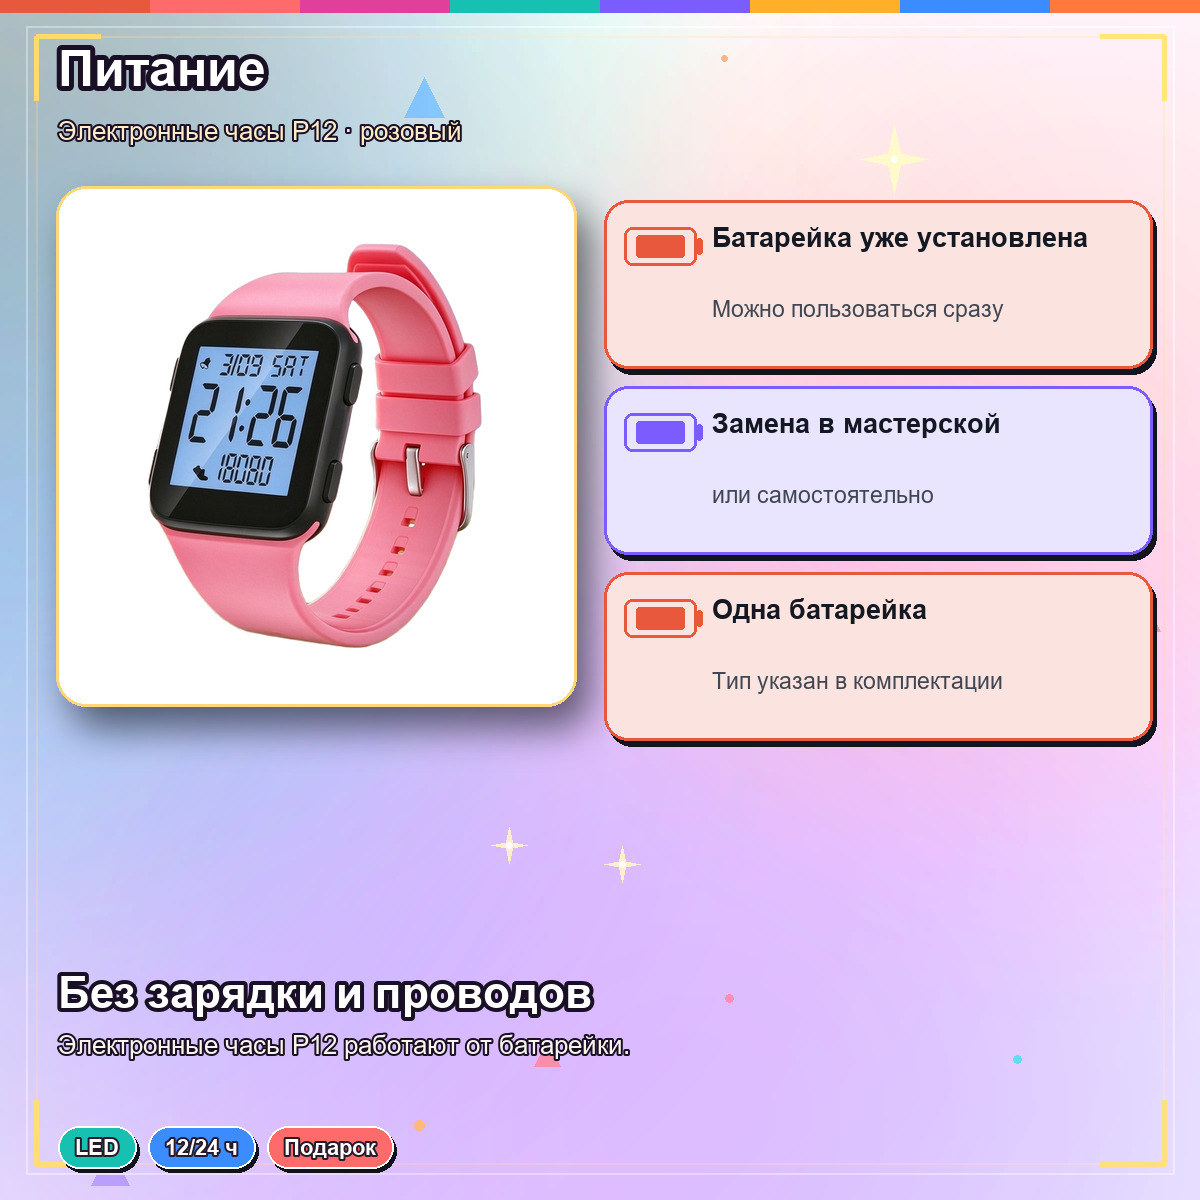 Питание
Электронные часы P12 · розовый
3/09 SAT
21:26
18080
Батарейка уже установлена
Можно пользоваться сразу
Замена в мастерской
или самостоятельно
Одна батарейка
Тип указан в комплектации
Без зарядки и проводов
Электронные часы P12 работают от батарейки.
LED
12/24 ч
Подарок